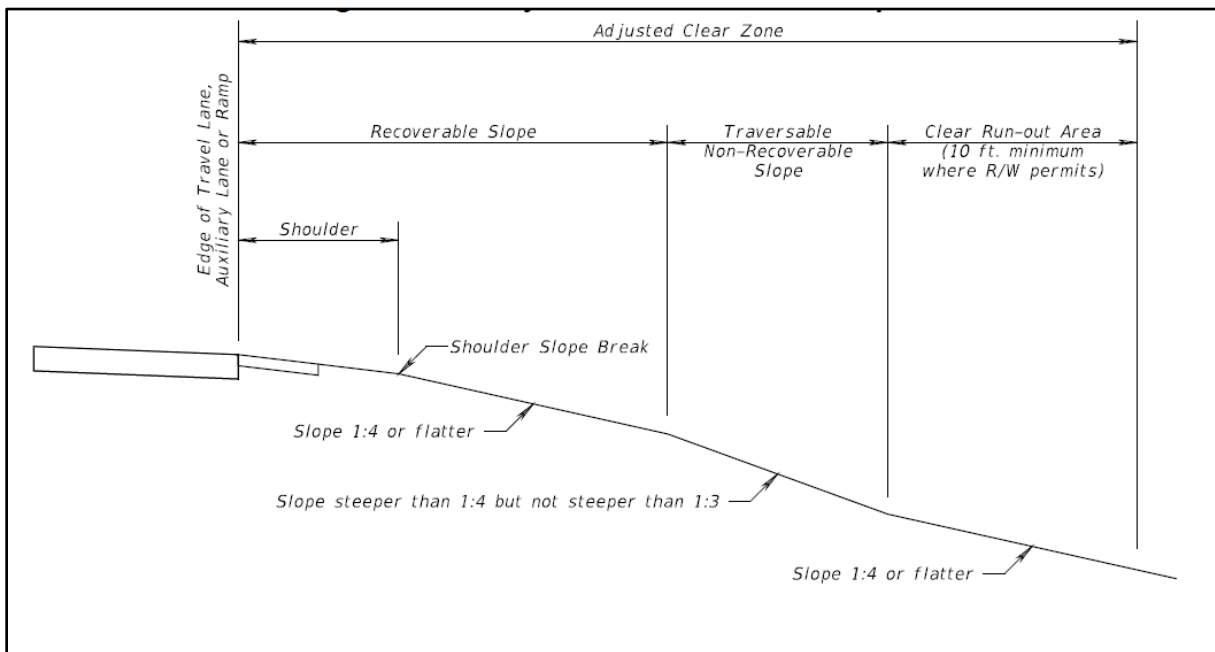 Adjusted Clear Zone
Edge of Travel Lane,
Auxiliary Lane or Ramp
Recoverable Slope
Traversable
Non-Recoverable
Slope
Clear Run-out Area
(10 ft. minimum
where R/W permits)
Shoulder
Shoulder Slope Break
Slope 1:4 or flatter
Slope steeper than 1:4 but not steeper than 1:3
Slope 1:4 or flatter